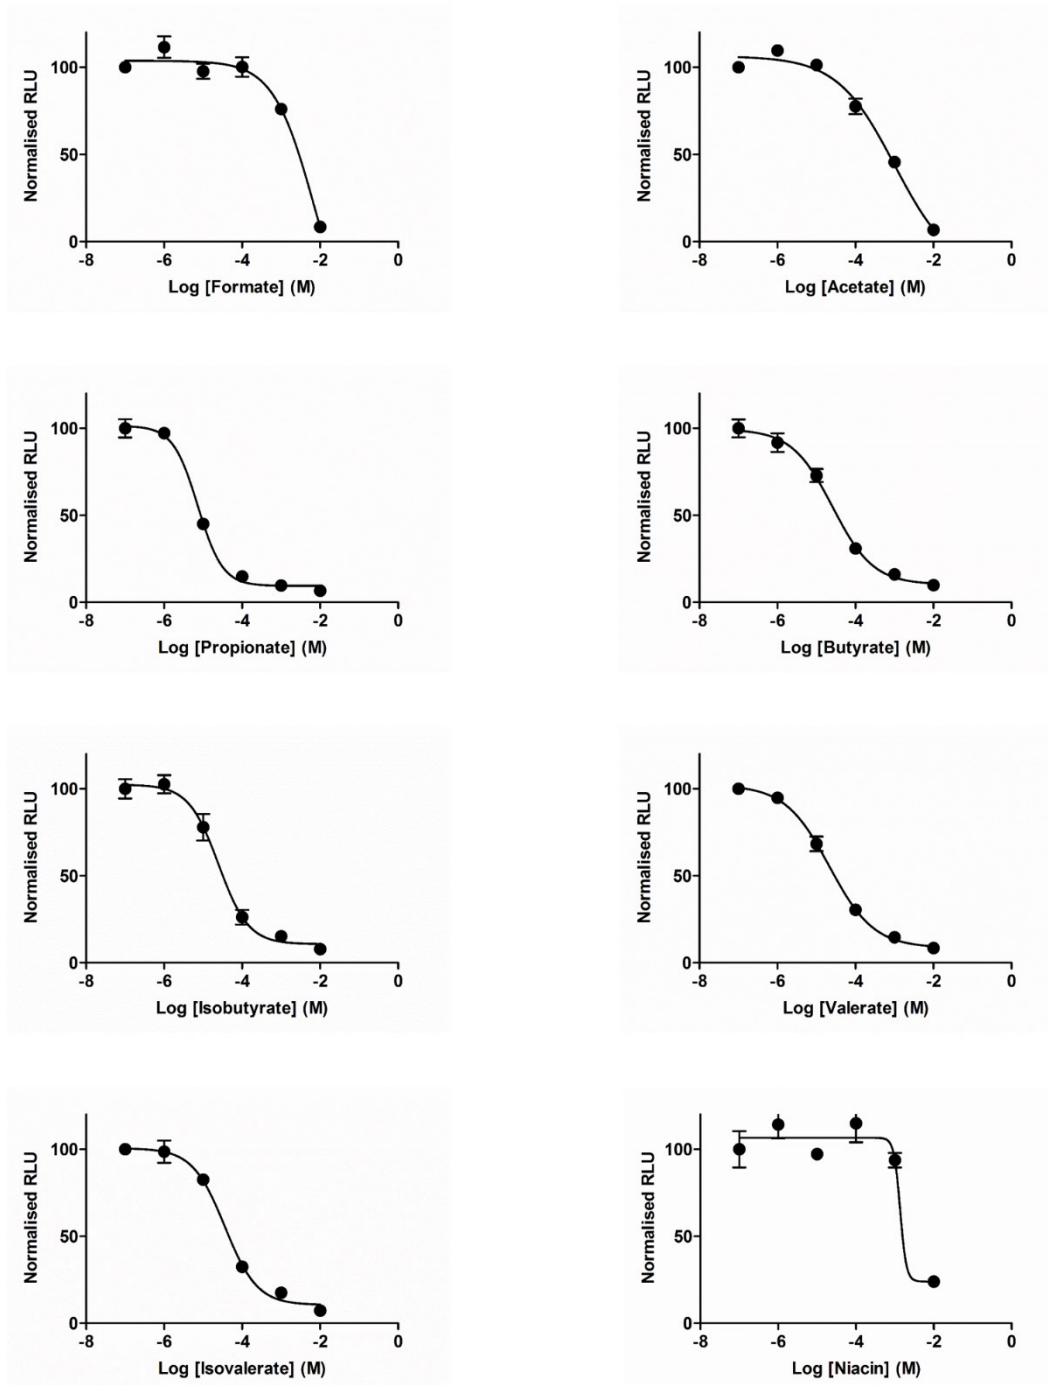 Normalised RLU
100
50
0
-8 -6 -4 -2 0
Log [Formate] (M)
Normalised RLU
100
50
0
-8 -6 -4 -2 0
Log [Acetate] (M)
Normalised RLU
100
50
0
-8 -6 -4 -2 0
Log [Propionate] (M)
Normalised RLU
100
50
0
-8 -6 -4 -2 0
Log [Butyrate] (M)
Normalised RLU
100
50
0
-8 -6 -4 -2 0
Log [Isobutyrate] (M)
Normalised RLU
100
50
0
-8 -6 -4 -2 0
Log [Valerate] (M)
Normalised RLU
100
50
0
-8 -6 -4 -2 0
Log [Isovalerate] (M)
Normalised RLU
100
50
0
-8 -6 -4 -2 0
Log [Niacin] (M)